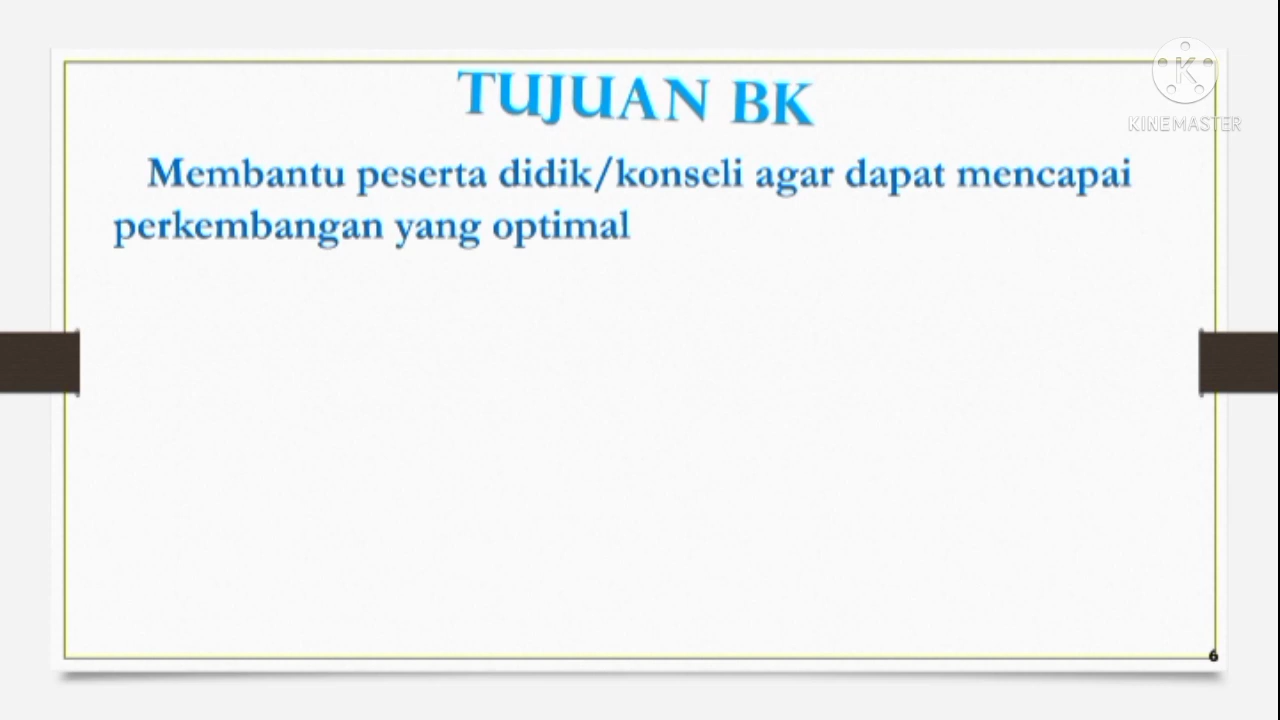 TUJUAN BK
K
KINEMASTER
Membantu peserta didik/konseli agar dapat mencapai
perkembangan yang optimal
6